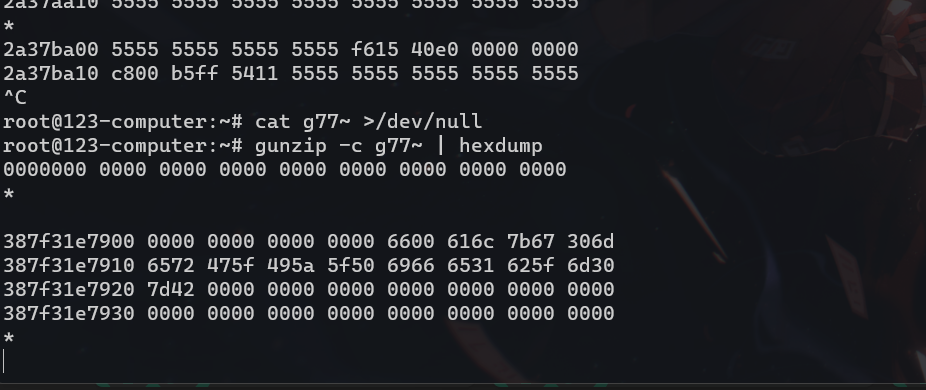 2a37aa10 5555 5555 5555 5555 5555 5555 5555 5555
*
2a37ba00 5555 5555 5555 5555 f615 40e0 0000 0000
2a37ba10 c800 b5ff 5411 5555 5555 5555 5555 5555
^C
root@123-computer:~# cat g77~ >/dev/null
root@123-computer:~# gunzip -c g77~ | hexdump
0000000 0000 0000 0000 0000 0000 0000 0000 0000
*
387f31e7900 0000 0000 0000 0000 6600 616c 7b67 306d
387f31e7910 6572 475f 495a 5f50 6966 6531 625f 6d30
387f31e7920 7d42 0000 0000 0000 0000 0000 0000 0000
387f31e7930 0000 0000 0000 0000 0000 0000 0000 0000
*